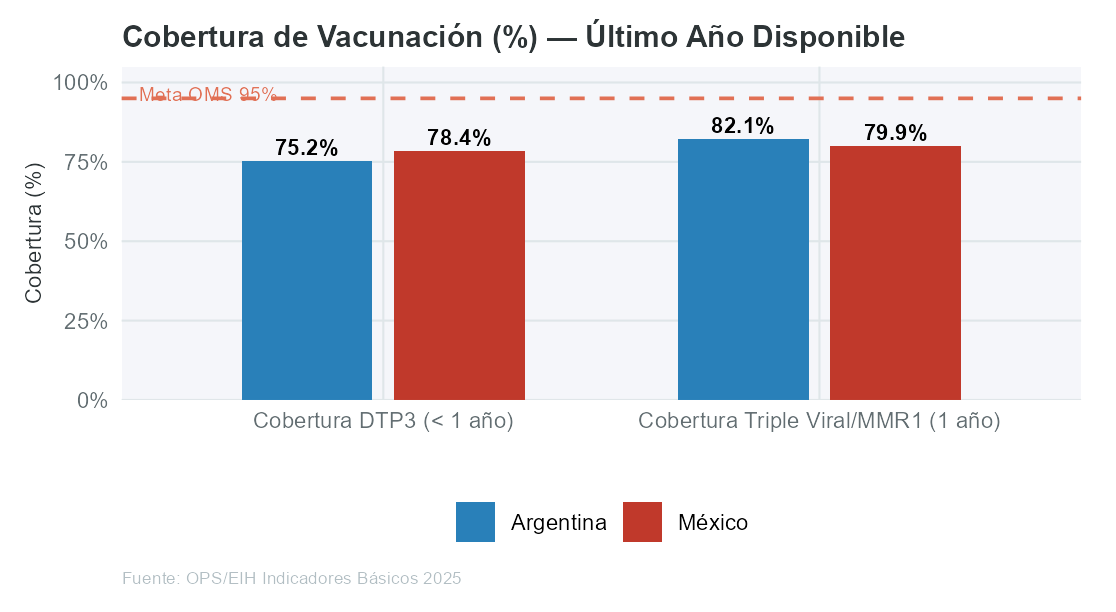 Cobertura de Vacunación (%) — Último Año Disponible
Cobertura (%)
100%
75%
50%
25%
0%
Meta OMS 95%
75.2%
78.4%
82.1%
79.9%
Cobertura DTP3 (< 1 año)
Cobertura Triple Viral/MMR1 (1 año)
Argentina
México
Fuente: OPS/EIH Indicadores Básicos 2025